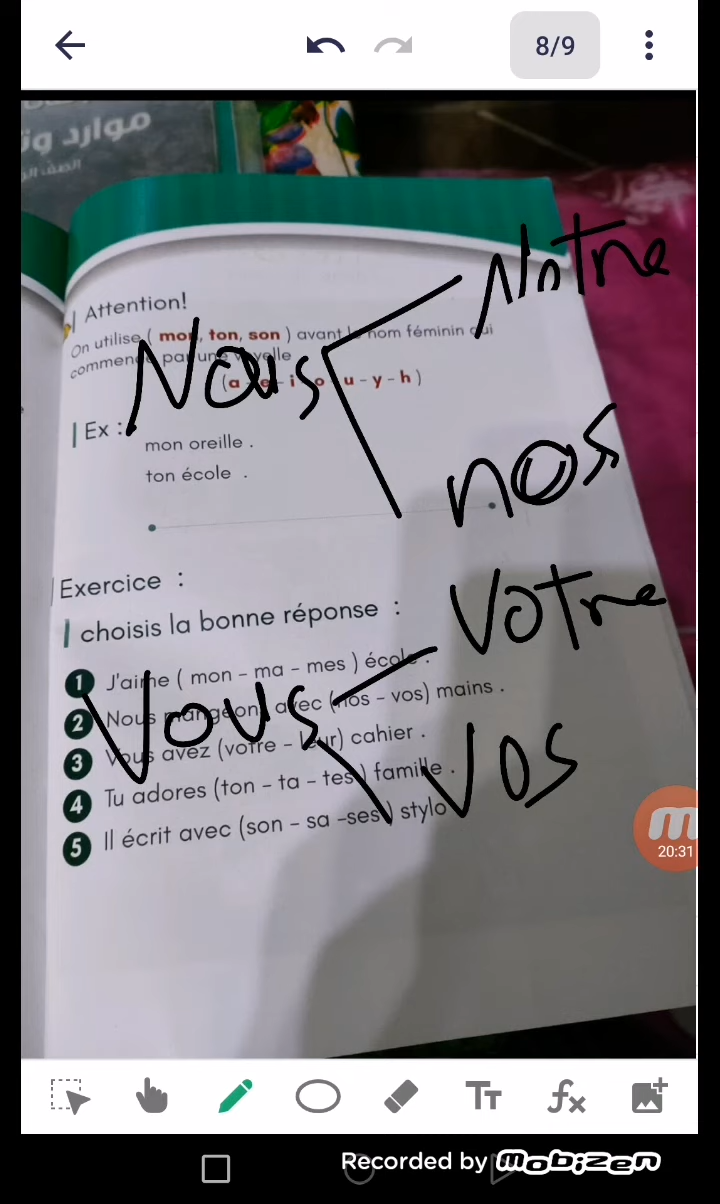 8/9
موارد
Attention!
On utilise ( mon, ton, son ) avant le nom féminin qui
commence par une voyelle
(a - e - i - o - u - y - h )
Ex :
mon oreille .
ton école .
Nous
Notre
nos
Exercice :
choisis la bonne réponse :
1 J'aime ( mon - ma - mes ) école .
2 Nous mangeons avec (nos - vos) mains .
3 Vous avez (votre - leur) cahier .
4 Tu adores (ton - ta - tes) famille .
5 Il écrit avec (son - sa -ses) stylo
Vous
Votre
Vos
20:31
TT
fx
Recorded by mobizen